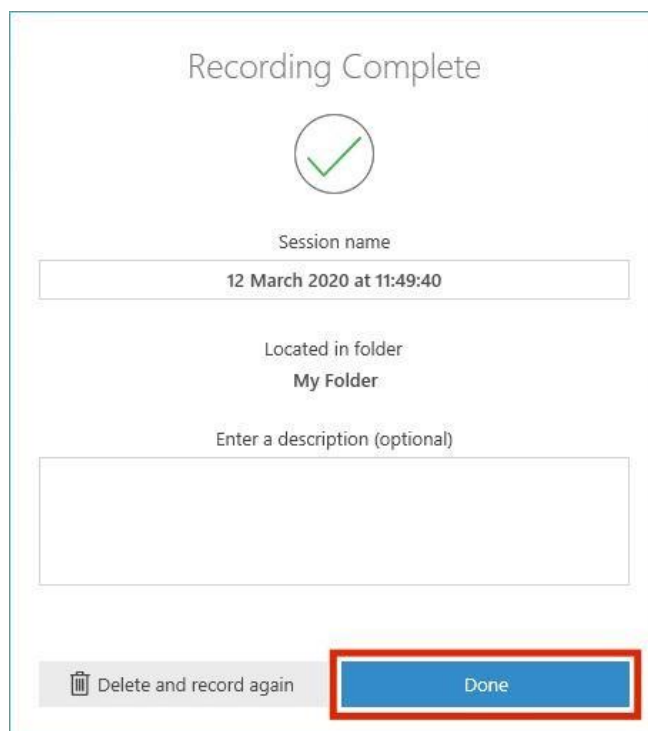 Recording Complete
Session name
12 March 2020 at 11:49:40
Located in folder
My Folder
Enter a description (optional)
Delete and record again
Done